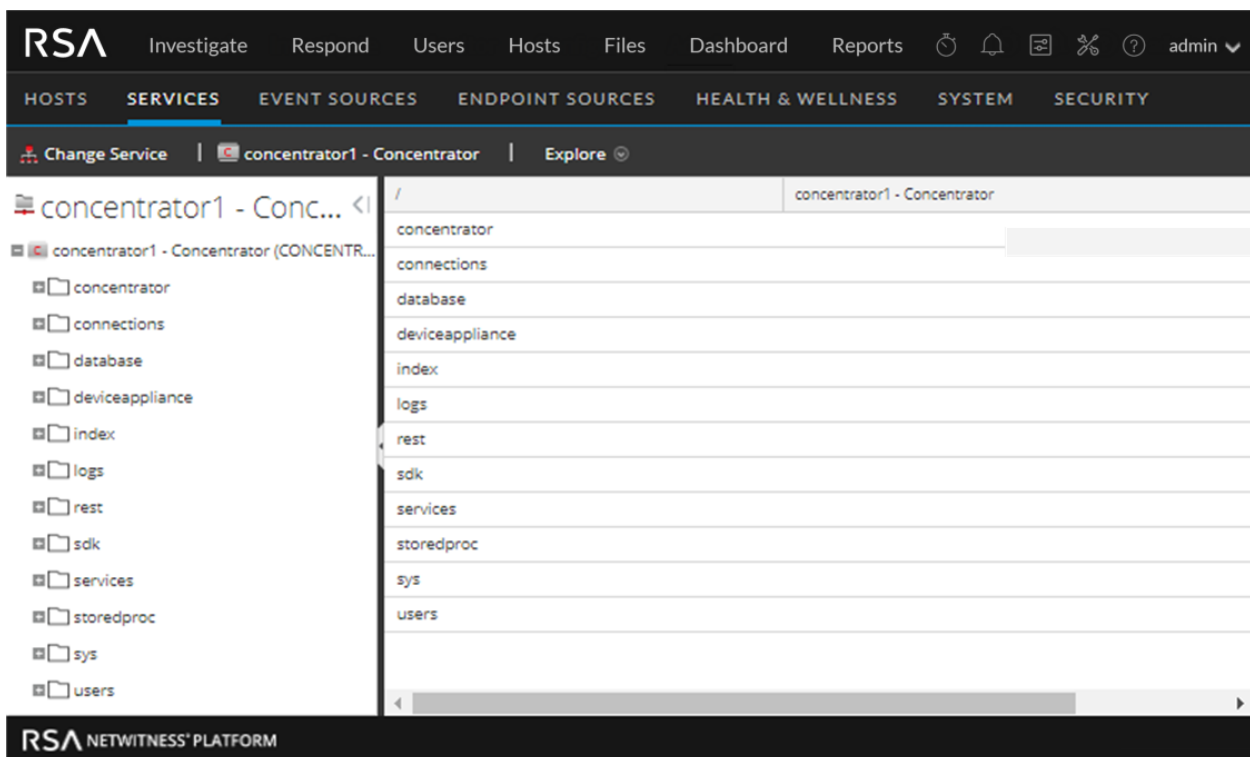 RSA Investigate Respond Users Hosts Files Dashboard Reports admin
HOSTS SERVICES EVENT SOURCES ENDPOINT SOURCES HEALTH & WELLNESS SYSTEM SECURITY
Change Service | concentrator1 - Concentrator | Explore
concentrator1 - Conc...
concentrator1 - Concentrator (CONCENTR...
concentrator
connections
database
deviceappliance
index
logs
rest
sdk
services
storedproc
sys
users
/ concentrator1 - Concentrator
concentrator
connections
database
deviceappliance
index
logs
rest
sdk
services
storedproc
sys
users
RSA NETWITNESS® PLATFORM